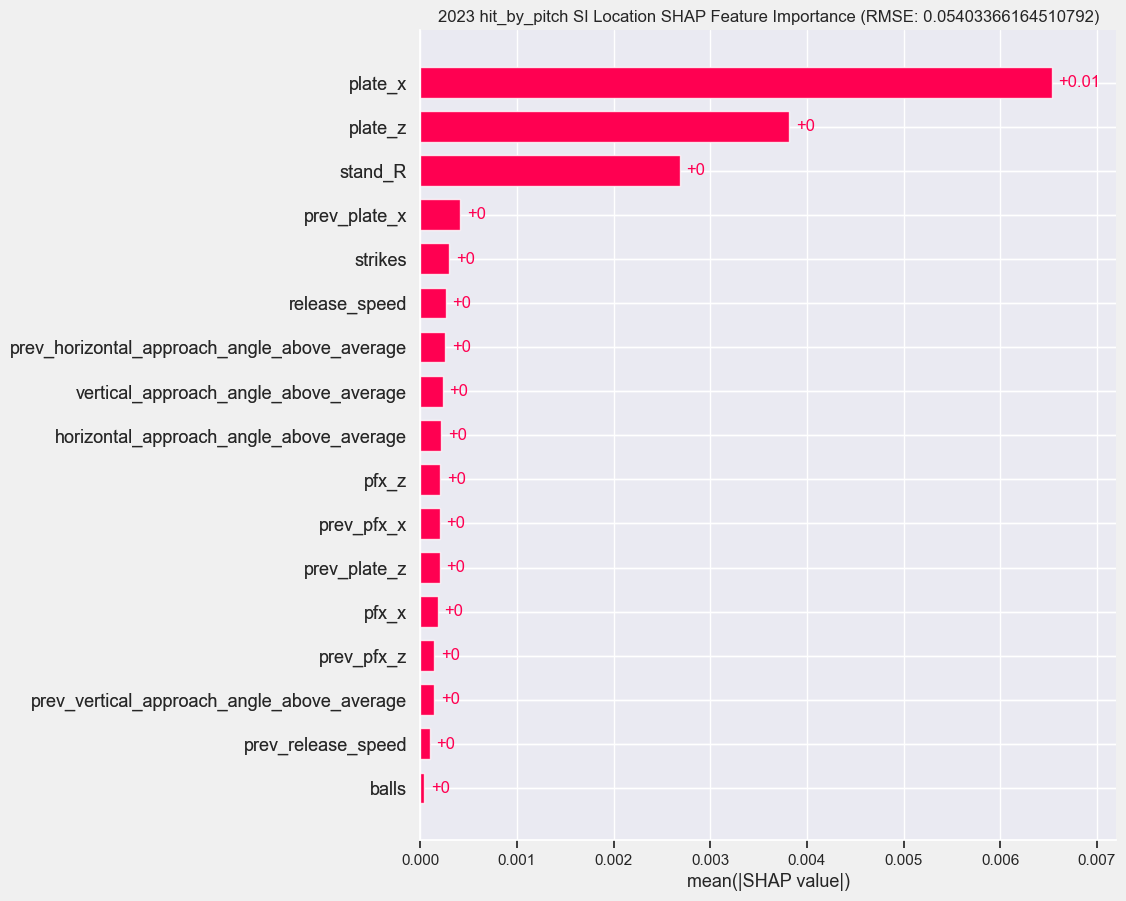 2023 hit_by_pitch SI Location SHAP Feature Importance (RMSE: 0.05403366164510792)
plate_x +0.01
plate_z +0
stand_R +0
prev_plate_x +0
strikes +0
release_speed +0
prev_horizontal_approach_angle_above_average +0
vertical_approach_angle_above_average +0
horizontal_approach_angle_above_average +0
pfx_z +0
prev_pfx_x +0
prev_plate_z +0
pfx_x +0
prev_pfx_z +0
prev_vertical_approach_angle_above_average +0
prev_release_speed +0
balls +0
0.000 0.001 0.002 0.003 0.004 0.005 0.006 0.007
mean(|SHAP value|)